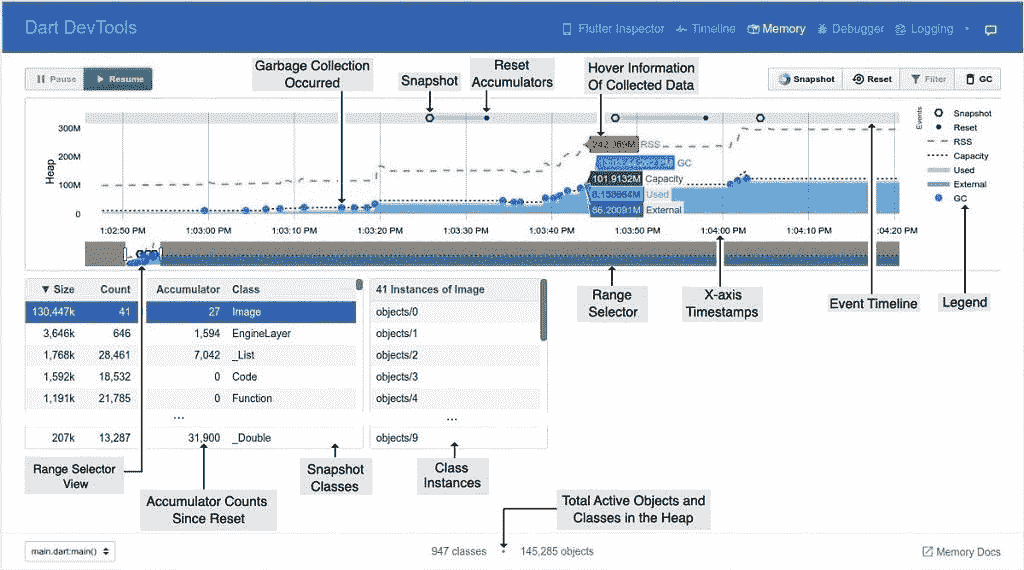 Dart DevTools
Flutter Inspector
Timeline
Memory
Debugger
Logging
Pause
Resume
Garbage Collection
Occurred
Snapshot
Reset
Accumulators
Hover Information
Of Collected Data
Snapshot
Reset
Filter
GC
Events
Snapshot
Reset
RSS
Capacity
Used
External
GC
Heap
300M
200M
100M
0
RSS
GC
101.9132M Capacity
Used
86.20091M External
1:02:50 PM
1:03:00 PM
1:03:10 PM
1:03:20 PM
1:03:30 PM
1:03:40 PM
1:03:50 PM
1:04:00 PM
1:04:10 PM
1:04:20 PM
Range
Selector
X-axis
Timestamps
Event Timeline
Legend
▼ Size Count Accumulator Class
130,447k 41 27 Image
3,646k 646 1,594 EngineLayer
1,768k 28,461 7,042 _List
1,592k 18,532 0 Code
1,191k 21,785 0 Function
...
207k 13,287 31,900 _Double
41 Instances of Image
objects/0
objects/1
objects/2
objects/3
objects/4
...
objects/9
Range Selector
View
Accumulator Counts
Since Reset
Snapshot
Classes
Class
Instances
Total Active Objects and
Classes in the Heap
main.dart:main()
947 classes • 145,285 objects
Memory Docs